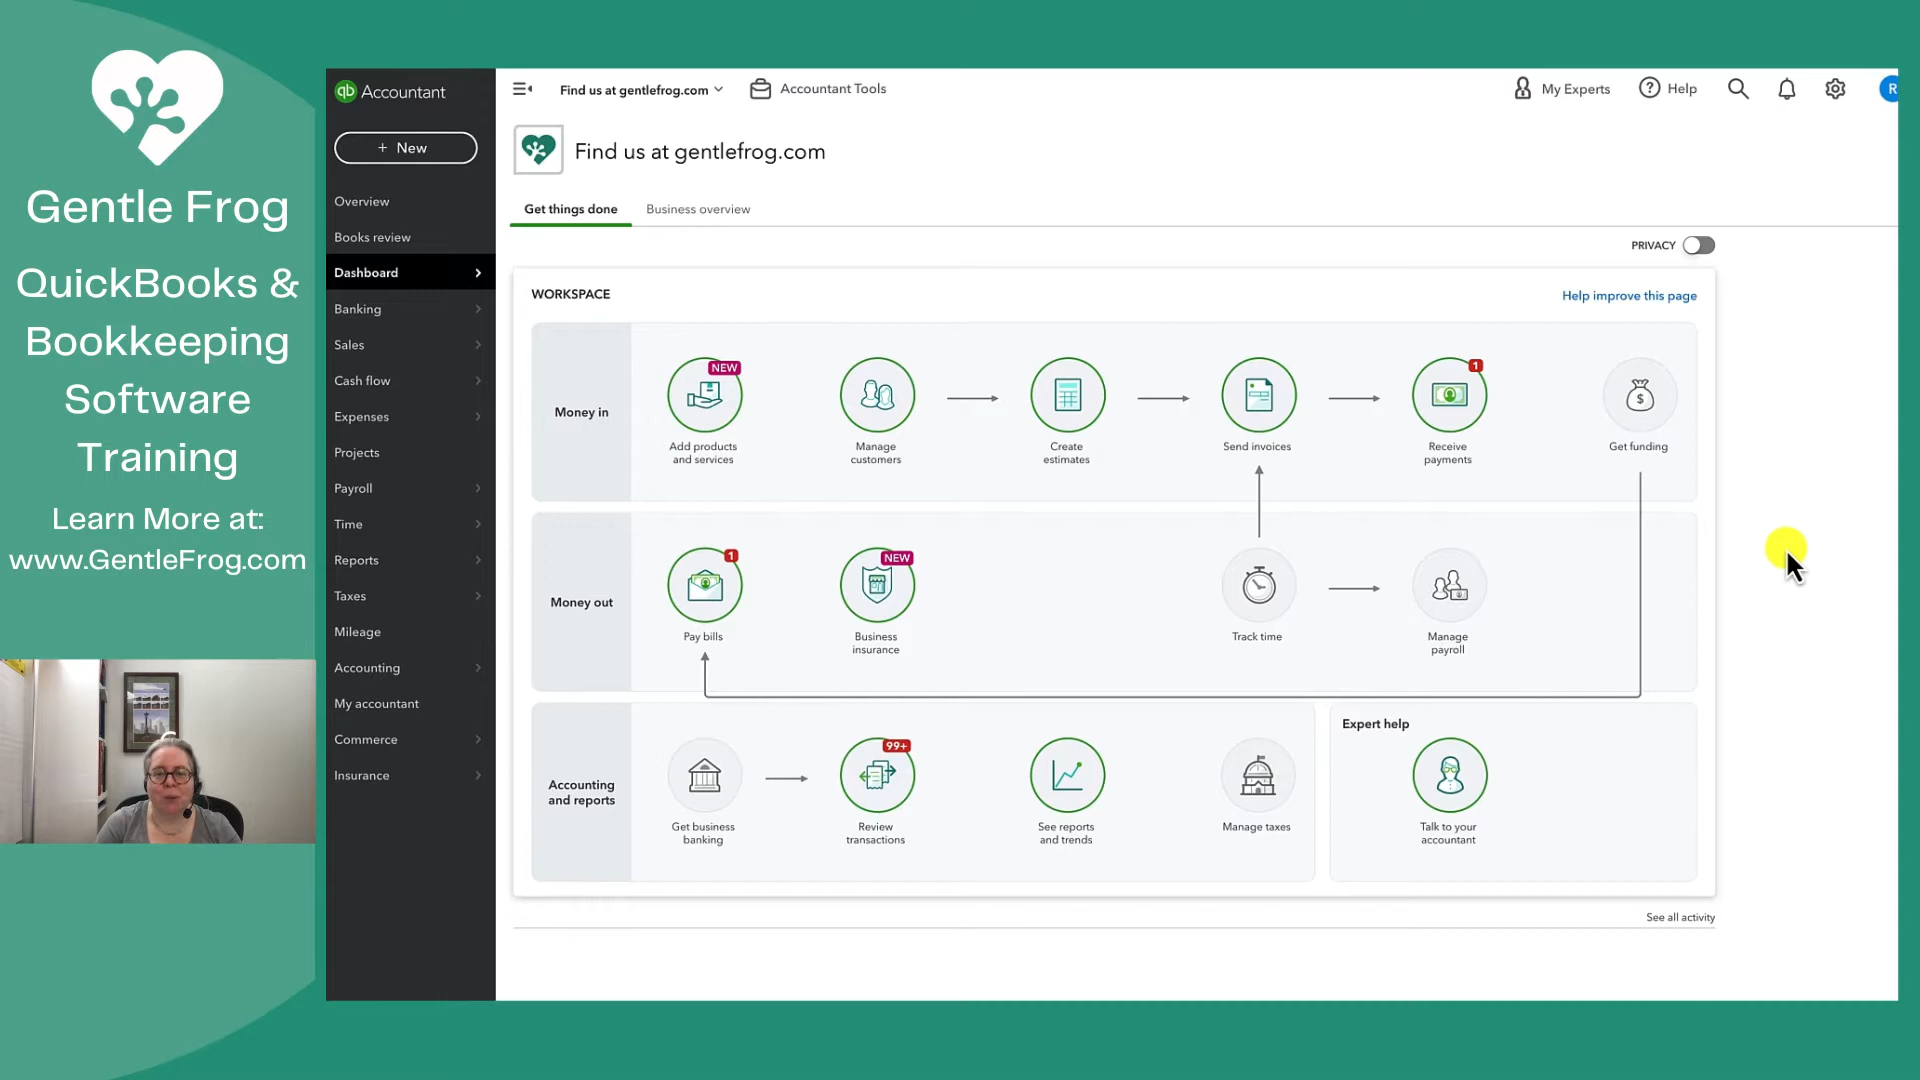 Gentle Frog
QuickBooks &
Bookkeeping
Software
Training
Learn More at:
www.GentleFrog.com
qb Accountant
+ New
Overview
Books review
Dashboard
Banking
Sales
Cash flow
Expenses
Projects
Payroll
Time
Reports
Taxes
Mileage
Accounting
My accountant
Commerce
Insurance
Find us at gentlefrog.com
Accountant Tools
My Experts
Help
R
Find us at gentlefrog.com
Get things done
Business overview
PRIVACY
WORKSPACE
Help improve this page
Money in
NEW
Add products
and services
Manage
customers
Create
estimates
Send invoices
1
Receive
payments
$
Get funding
Money out
1
Pay bills
NEW
Business
insurance
Track time
Manage
payroll
Accounting
and reports
Get business
banking
99+
Review
transactions
See reports
and trends
Manage taxes
Expert help
Talk to your
accountant
See all activity